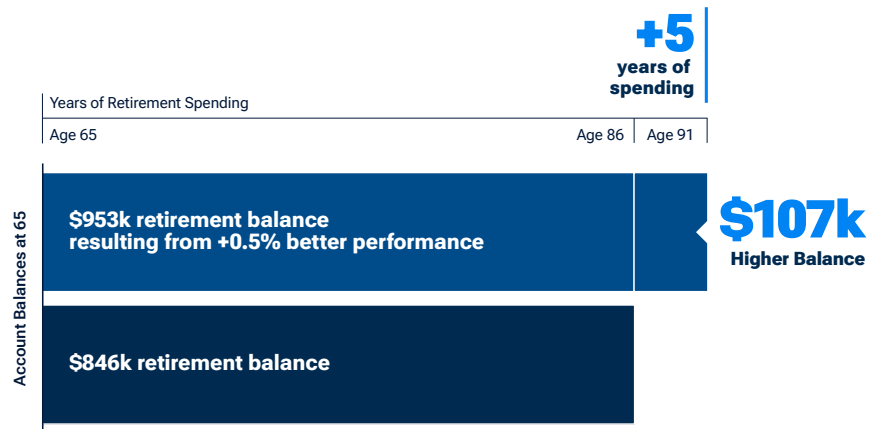 +5
years of
spending
Years of Retirement Spending
Age 65
Age 86
Age 91
Account Balances at 65
$953k retirement balance
resulting from +0.5% better performance
$107k
Higher Balance
$846k retirement balance